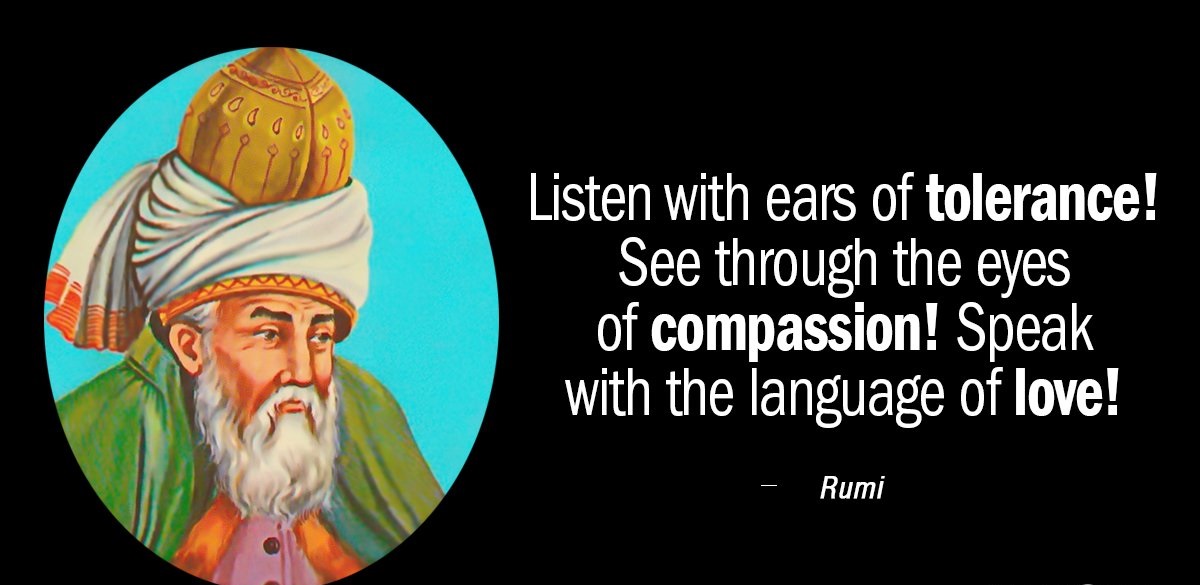 Listen with ears of tolerance!
See through the eyes
of compassion! Speak
with the language of love!
— Rumi